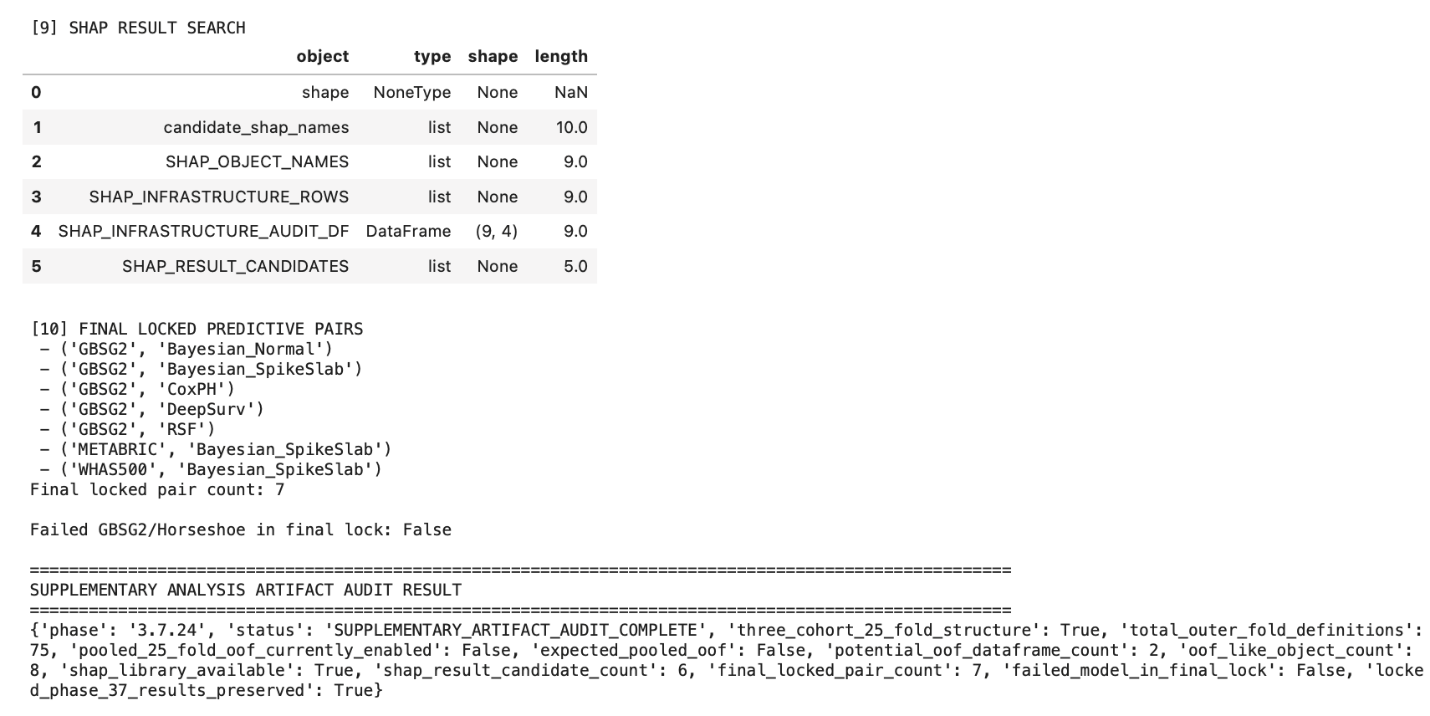 [9] SHAP RESULT SEARCH
object type shape length
0 shape NoneType None NaN
1 candidate_shap_names list None 10.0
2 SHAP_OBJECT_NAMES list None 9.0
3 SHAP_INFRASTRUCTURE_ROWS list None 9.0
4 SHAP_INFRASTRUCTURE_AUDIT_DF DataFrame (9, 4) 9.0
5 SHAP_RESULT_CANDIDATES list None 5.0
[10] FINAL LOCKED PREDICTIVE PAIRS
– ('GBSG2', 'Bayesian_Normal')
– ('GBSG2', 'Bayesian_SpikeSlab')
– ('GBSG2', 'CoxPH')
– ('GBSG2', 'DeepSurv')
– ('GBSG2', 'RSF')
– ('METABRIC', 'Bayesian_SpikeSlab')
– ('WHAS500', 'Bayesian_SpikeSlab')
Final locked pair count: 7
Failed GBSG2/Horseshoe in final lock: False
====================================================================================================
SUPPLEMENTARY ANALYSIS ARTIFACT AUDIT RESULT
====================================================================================================
{'phase': '3.7.24', 'status': 'SUPPLEMENTARY_ARTIFACT_AUDIT_COMPLETE', 'three_cohort_25_fold_structure': True, 'total_outer_fold_definitions':
75, 'pooled_25_fold_oof_currently_enabled': False, 'expected_pooled_oof': False, 'potential_oof_dataframe_count': 2, 'oof_like_object_count':
8, 'shap_library_available': True, 'shap_result_candidate_count': 6, 'final_locked_pair_count': 7, 'failed_model_in_final_lock': False, 'locke
d_phase_37_results_preserved': True}